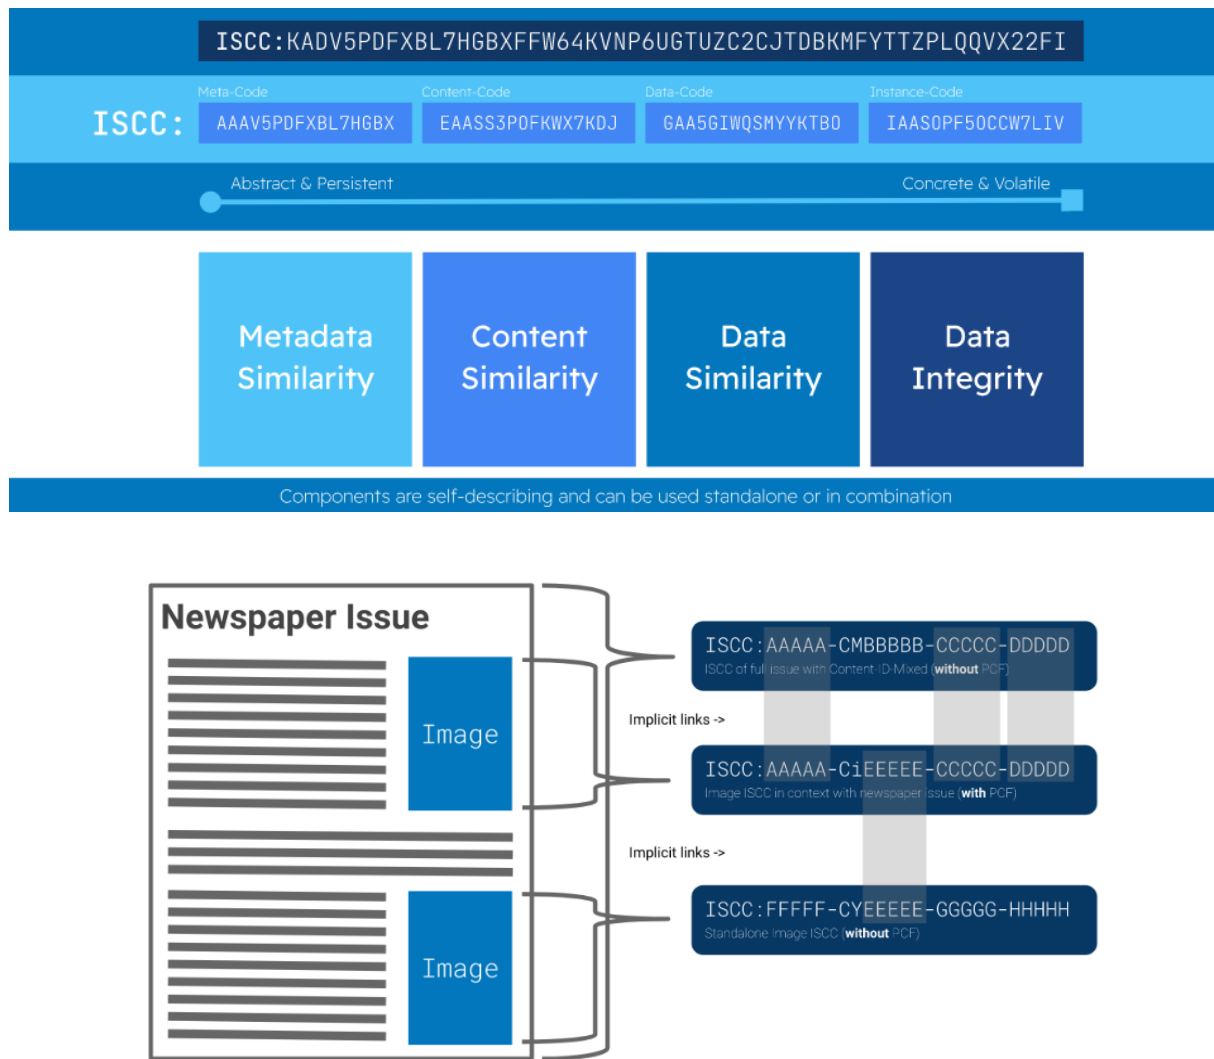 ISCC:KADV5PDFXBL7HGBXFFW64KVNP6UGTUZC2CJTDBKMFYTTZPLQQVX22FI
Meta-Code
Content-Code
Data-Code
Instance-Code
ISCC:
AAAV5PDFXBL7HGBX
EAASS3POFKWX7KDJ
GAA5GIWQSMYYKTBO
IAASOPF5OCCW7LIV
Abstract & Persistent
Concrete & Volatile
Metadata
Similarity
Content
Similarity
Data
Similarity
Data
Integrity
Components are self-describing and can be used standalone or in combination
Newspaper Issue
Image
Image
ISCC:AAAAA-CMBBBBB-CCCCC-DDDDD
ISCC of full issue with Content-ID-Mixed (without PCF)
Implicit links ->
ISCC:AAAAA-CiEEEEE-CCCCC-DDDDD
Image ISCC in context with newspaper issue (with PCF)
Implicit links ->
ISCC:FFFFF-CYEEEEE-GGGGG-HHHHH
Standalone Image ISCC (without PCF)